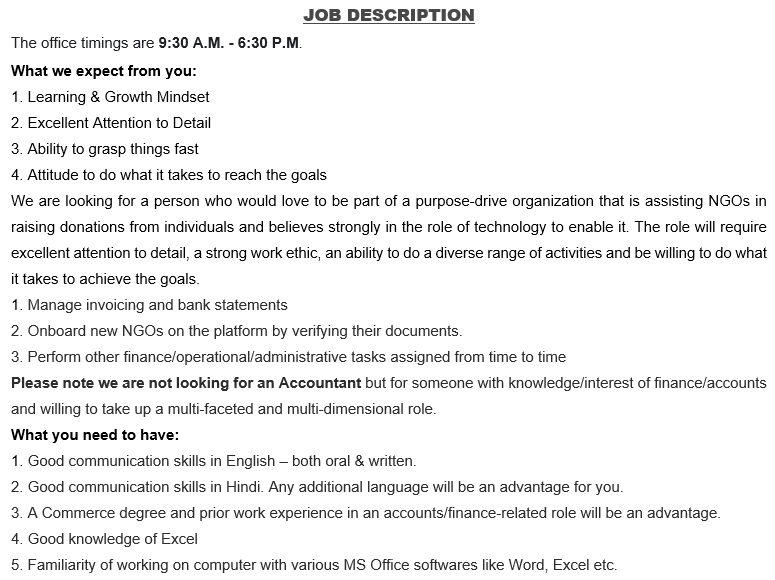 JOB DESCRIPTION
The office timings are 9:30 A.M. - 6:30 P.M.
What we expect from you:
1. Learning & Growth Mindset
2. Excellent Attention to Detail
3. Ability to grasp things fast
4. Attitude to do what it takes to reach the goals
We are looking for a person who would love to be part of a purpose-drive organization that is assisting NGOs in
raising donations from individuals and believes strongly in the role of technology to enable it. The role will require
excellent attention to detail, a strong work ethic, an ability to do a diverse range of activities and be willing to do what
it takes to achieve the goals.
1. Manage invoicing and bank statements
2. Onboard new NGOs on the platform by verifying their documents.
3. Perform other finance/operational/administrative tasks assigned from time to time
Please note we are not looking for an Accountant but for someone with knowledge/interest of finance/accounts
and willing to take up a multi-faceted and multi-dimensional role.
What you need to have:
1. Good communication skills in English – both oral & written.
2. Good communication skills in Hindi. Any additional language will be an advantage for you.
3. A Commerce degree and prior work experience in an accounts/finance-related role will be an advantage.
4. Good knowledge of Excel
5. Familiarity of working on computer with various MS Office softwares like Word, Excel etc.